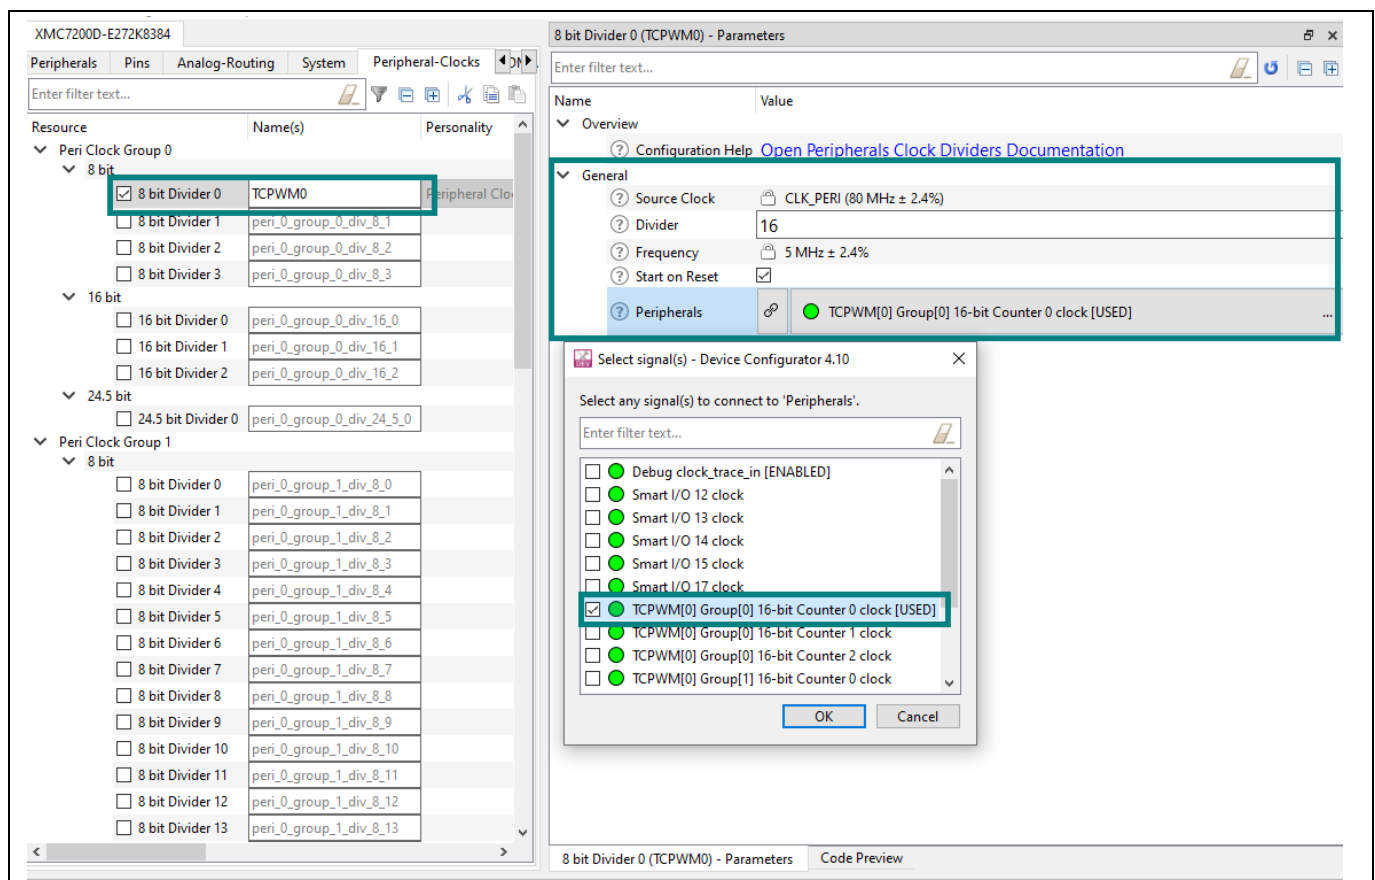 XMC7200D-E272K8384
Peripherals Pins Analog-Routing System Peripheral-Clocks
Enter filter text...
Resource Name(s) Personality
Peri Clock Group 0
8 bit
8 bit Divider 0 TCPWM0 Peripheral Clo
8 bit Divider 1 peri_0_group_0_div_8_1
8 bit Divider 2 peri_0_group_0_div_8_2
8 bit Divider 3 peri_0_group_0_div_8_3
16 bit
16 bit Divider 0 peri_0_group_0_div_16_0
16 bit Divider 1 peri_0_group_0_div_16_1
16 bit Divider 2 peri_0_group_0_div_16_2
24.5 bit
24.5 bit Divider 0 peri_0_group_0_div_24_5_0
Peri Clock Group 1
8 bit
8 bit Divider 0 peri_0_group_1_div_8_0
8 bit Divider 1 peri_0_group_1_div_8_1
8 bit Divider 2 peri_0_group_1_div_8_2
8 bit Divider 3 peri_0_group_1_div_8_3
8 bit Divider 4 peri_0_group_1_div_8_4
8 bit Divider 5 peri_0_group_1_div_8_5
8 bit Divider 6 peri_0_group_1_div_8_6
8 bit Divider 7 peri_0_group_1_div_8_7
8 bit Divider 8 peri_0_group_1_div_8_8
8 bit Divider 9 peri_0_group_1_div_8_9
8 bit Divider 10 peri_0_group_1_div_8_10
8 bit Divider 11 peri_0_group_1_div_8_11
8 bit Divider 12 peri_0_group_1_div_8_12
8 bit Divider 13 peri_0_group_1_div_8_13
8 bit Divider 0 (TCPWM0) - Parameters
Enter filter text...
Name Value
Overview
Configuration Help Open Peripherals Clock Dividers Documentation
General
Source Clock CLK_PERI (80 MHz ± 2.4%)
Divider 16
Frequency 5 MHz ± 2.4%
Start on Reset
Peripherals TCPWM[0] Group[0] 16-bit Counter 0 clock [USED] ...
Select signal(s) - Device Configurator 4.10
Select any signal(s) to connect to 'Peripherals'.
Enter filter text...
Debug clock_trace_in [ENABLED]
Smart I/O 12 clock
Smart I/O 13 clock
Smart I/O 14 clock
Smart I/O 15 clock
Smart I/O 17 clock
TCPWM[0] Group[0] 16-bit Counter 0 clock [USED]
TCPWM[0] Group[0] 16-bit Counter 1 clock
TCPWM[0] Group[0] 16-bit Counter 2 clock
TCPWM[0] Group[1] 16-bit Counter 0 clock
OK Cancel
8 bit Divider 0 (TCPWM0) - Parameters Code Preview